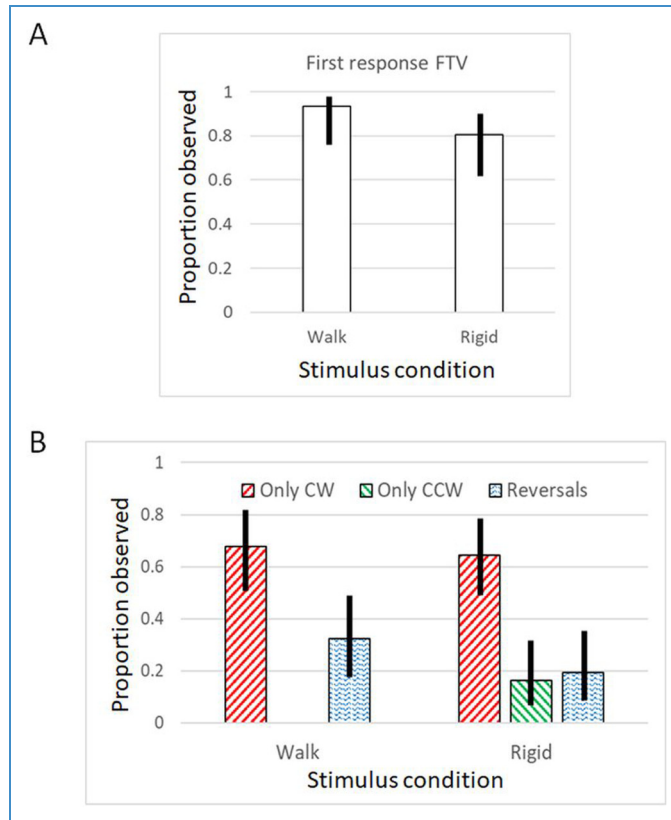 A
First response FTV
Proportion observed
1
0.8
0.6
0.4
0.2
0
Walk Rigid
Stimulus condition
B
Proportion observed
1
Only CW Only CCW Reversals
0.8
0.6
0.4
0.2
0
Walk Rigid
Stimulus condition